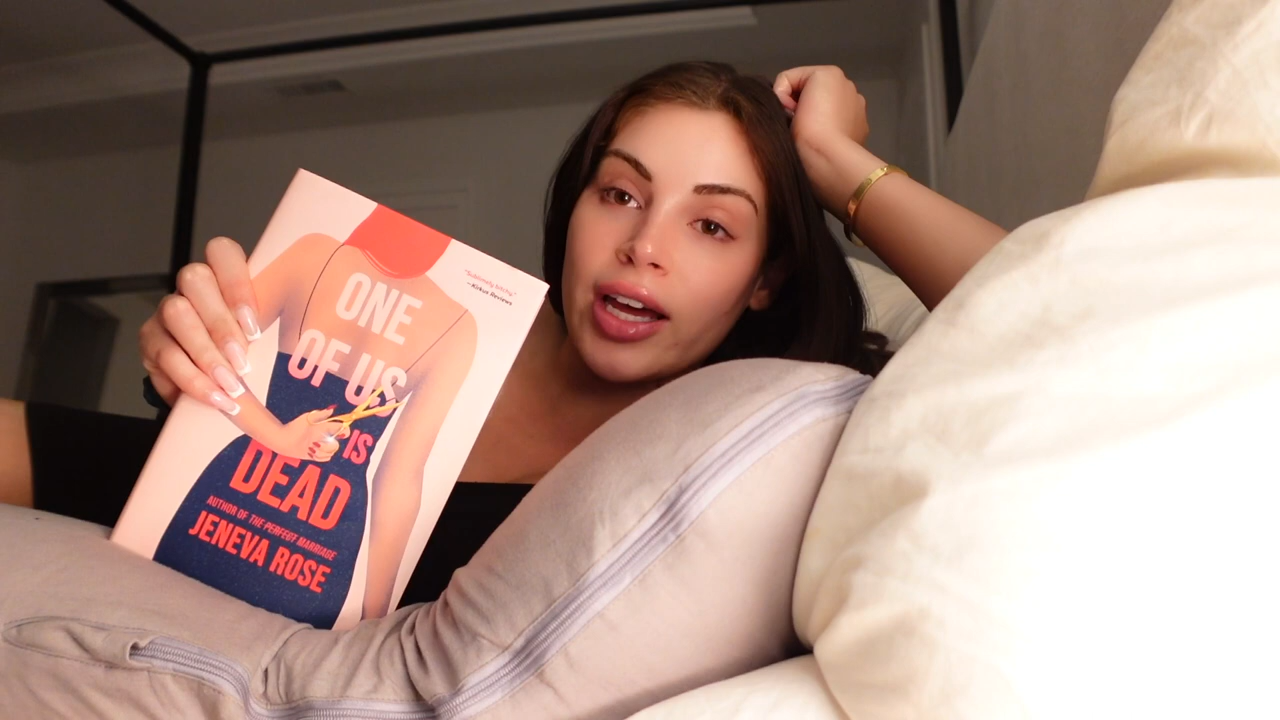 "Sublimely bitchy."
—Kirkus Reviews
ONE
OF US
IS
DEAD
AUTHOR OF THE PERFECT MARRIAGE
JENEVA ROSE